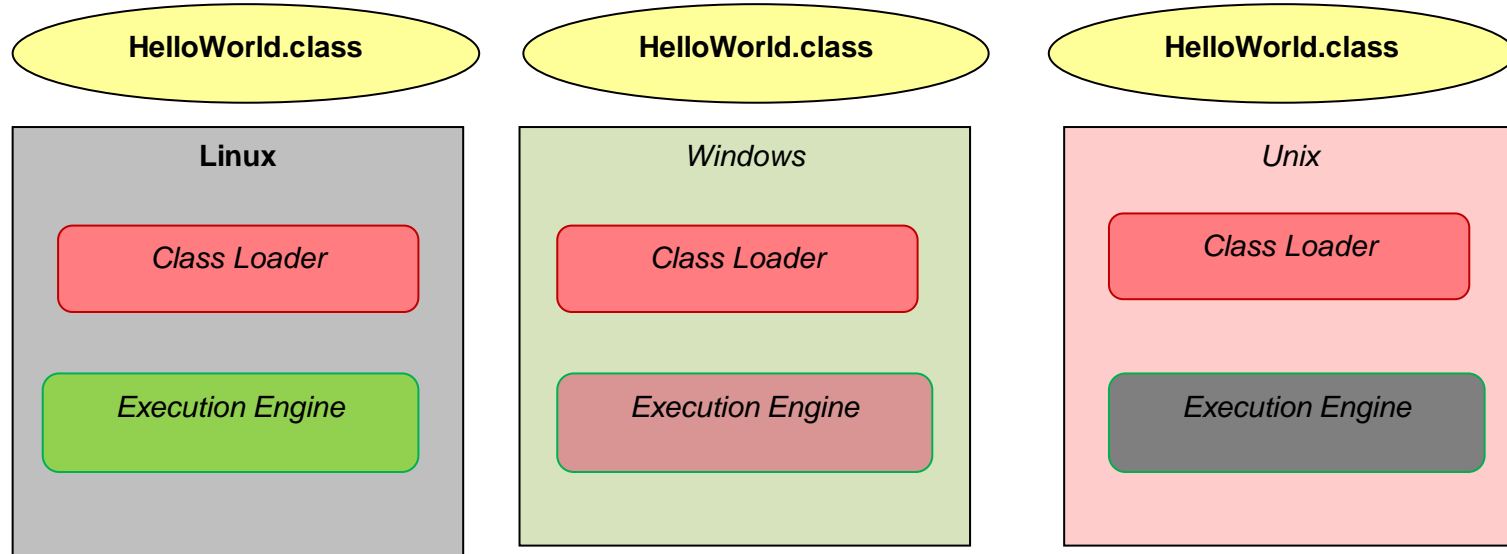 HelloWorld.class
HelloWorld.class
HelloWorld.class
Linux
Windows
Unix
Class Loader
Class Loader
Class Loader
Execution Engine
Execution Engine
Execution Engine